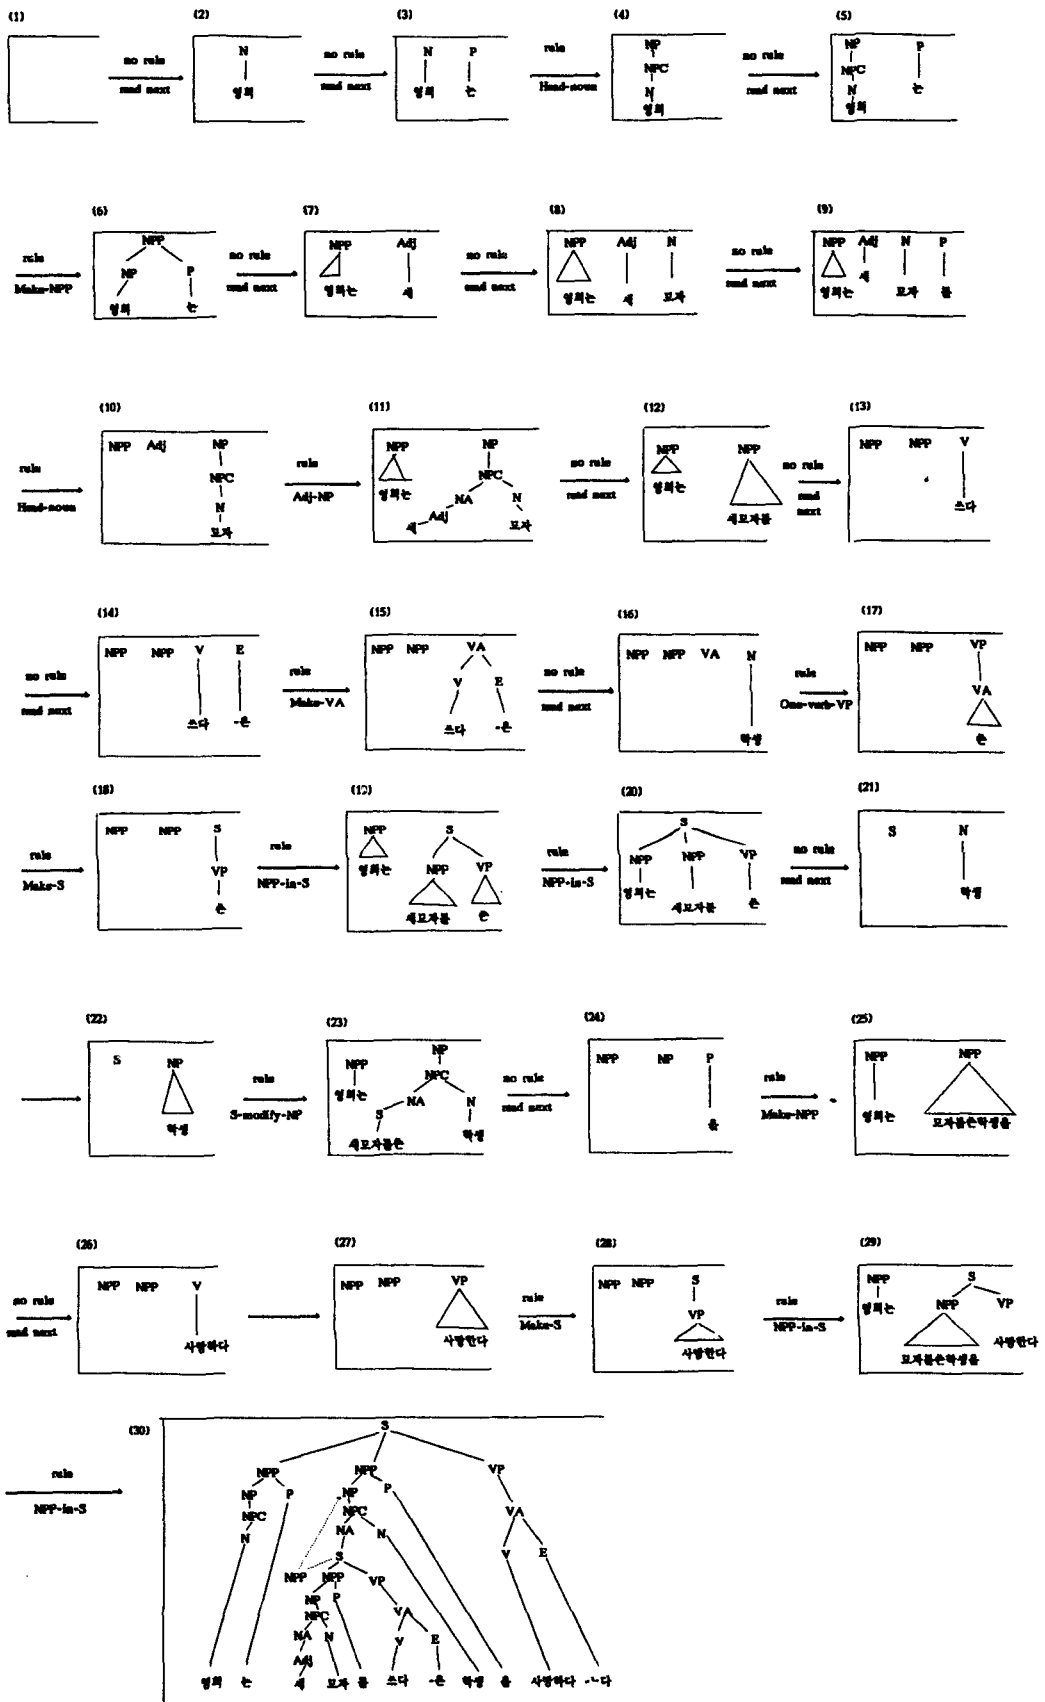 (1) (2) (3) (4) (5)
N N P NP NP P
no rule no rule rule NPC no rule NPC
read next read next Head-noun N read next N
영희 영희 는 영희 영희 는
(6) (7) (8) (9)
NPP NPP Adj NPP Adj N NPP Adj N P
rule NP P no rule no rule no rule
Make-NPP read next read next read next
영희 는 영희는 새 영희는 새 모자 영희는 새 모자 를
(10) (11) (12) (13)
NPP Adj NP NPP NP NPP NPP NPP NPP V
rule NPC rule 영희는 NPC no rule 영희는 no rule
Head-noun N Adj-NP NA N read next read next
모자 새 Adj 모자 새모자를 쓰다
(14) (15) (16) (17)
NPP NPP V E NPP NPP VA NPP NPP VA N NPP NPP VP
no rule rule V E no rule rule VA
read next Make-VA read next One-verb-VP
쓰다 -은 쓰다 -은 학생 쓴
(18) (19) (20) (21)
NPP NPP S NPP S S S N
rule VP rule 영희는 NPP VP rule NPP NPP VP no rule
Make-S NPP-in-S NPP-in-S read next
쓴 새모자를 쓴 영희는 새모자를 쓴 학생
(22) (23) (24) (25)
S NP NPP NP NPP NP P NPP NPP
rule 영희는 NPC no rule rule
S-modify-NP S NA N read next Make-NPP
학생 새모자를쓴 학생 을 영희는 모자를쓴학생을
(26) (27) (28) (29)
NPP NPP V NPP NPP VP NPP NPP S NPP S
no rule rule VP rule 영희는 NPP VP
read next Make-S NPP-in-S
사랑하다 사랑한다 사랑한다 모자를쓴학생을 사랑한다
(30)
S
rule NPP NPP VP
NPP-in-S NP P NP P
NPC NPC VA
N NA N V E
S
NPP NPP VP
NP P
NPC VA
NA N V E
Adj
영희 는 새 모자 를 쓰다 -은 학생 을 사랑하다 -ㄴ다